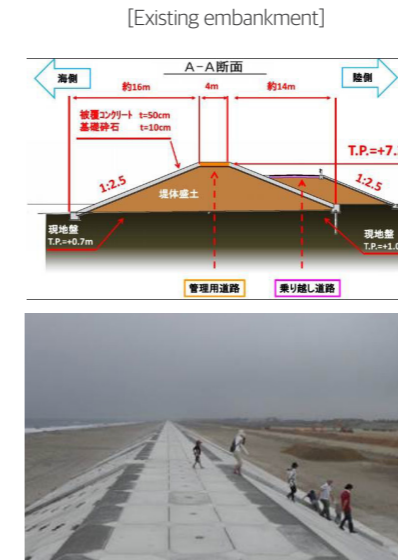 [Existing embankment]
A-A断面
海側
陸側
約16m
4m
約14m
被覆コンクリート t=50cm
基礎砕石 t=10cm
T.P.=+7.
1:2.5
1:2.5
堤体盛土
現地盤
T.P.=+0.7m
現地盤
T.P.=+1.0
管理用道路
乗り越し道路